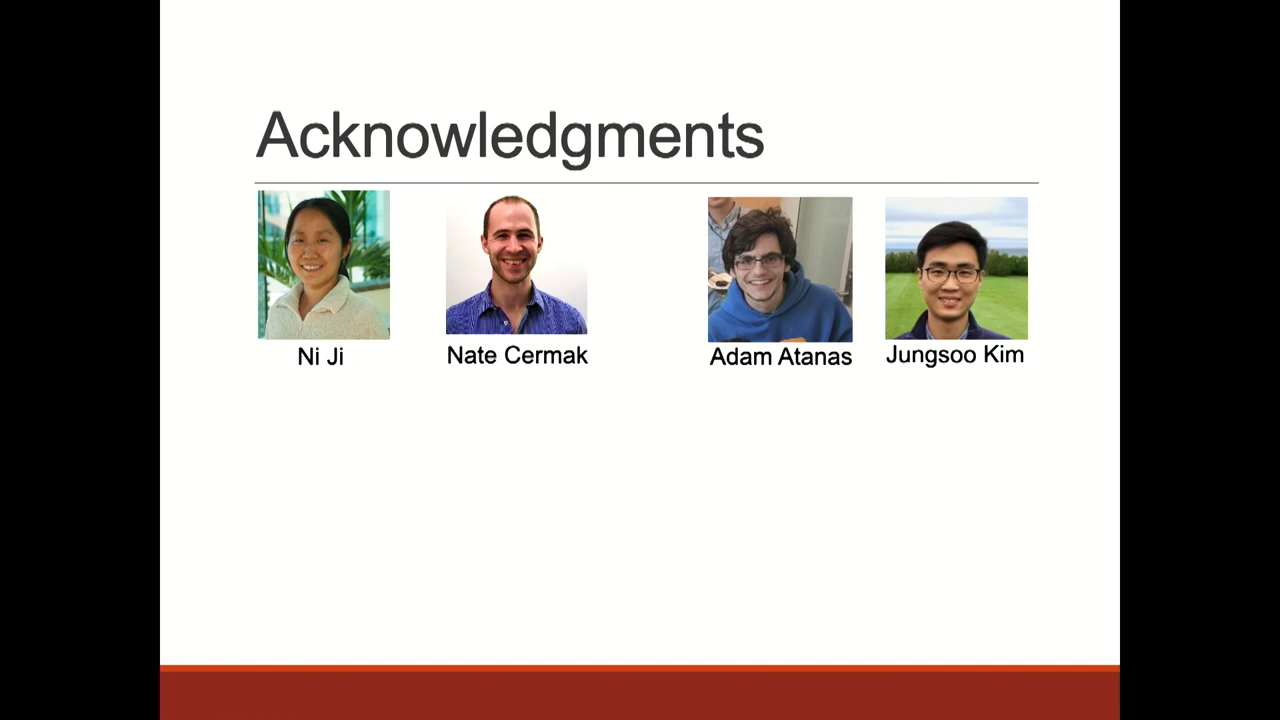 Acknowledgments
Ni Ji
Nate Cermak
Adam Atanas
Jungsoo Kim